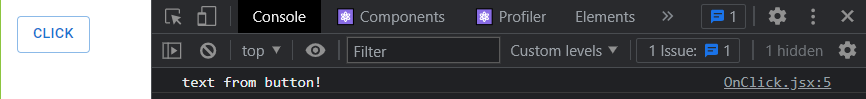 CLICK
Console Components Profiler Elements » 1
top Filter Custom levels 1 Issue: 1 1 hidden
text from button! OnClick.jsx:5